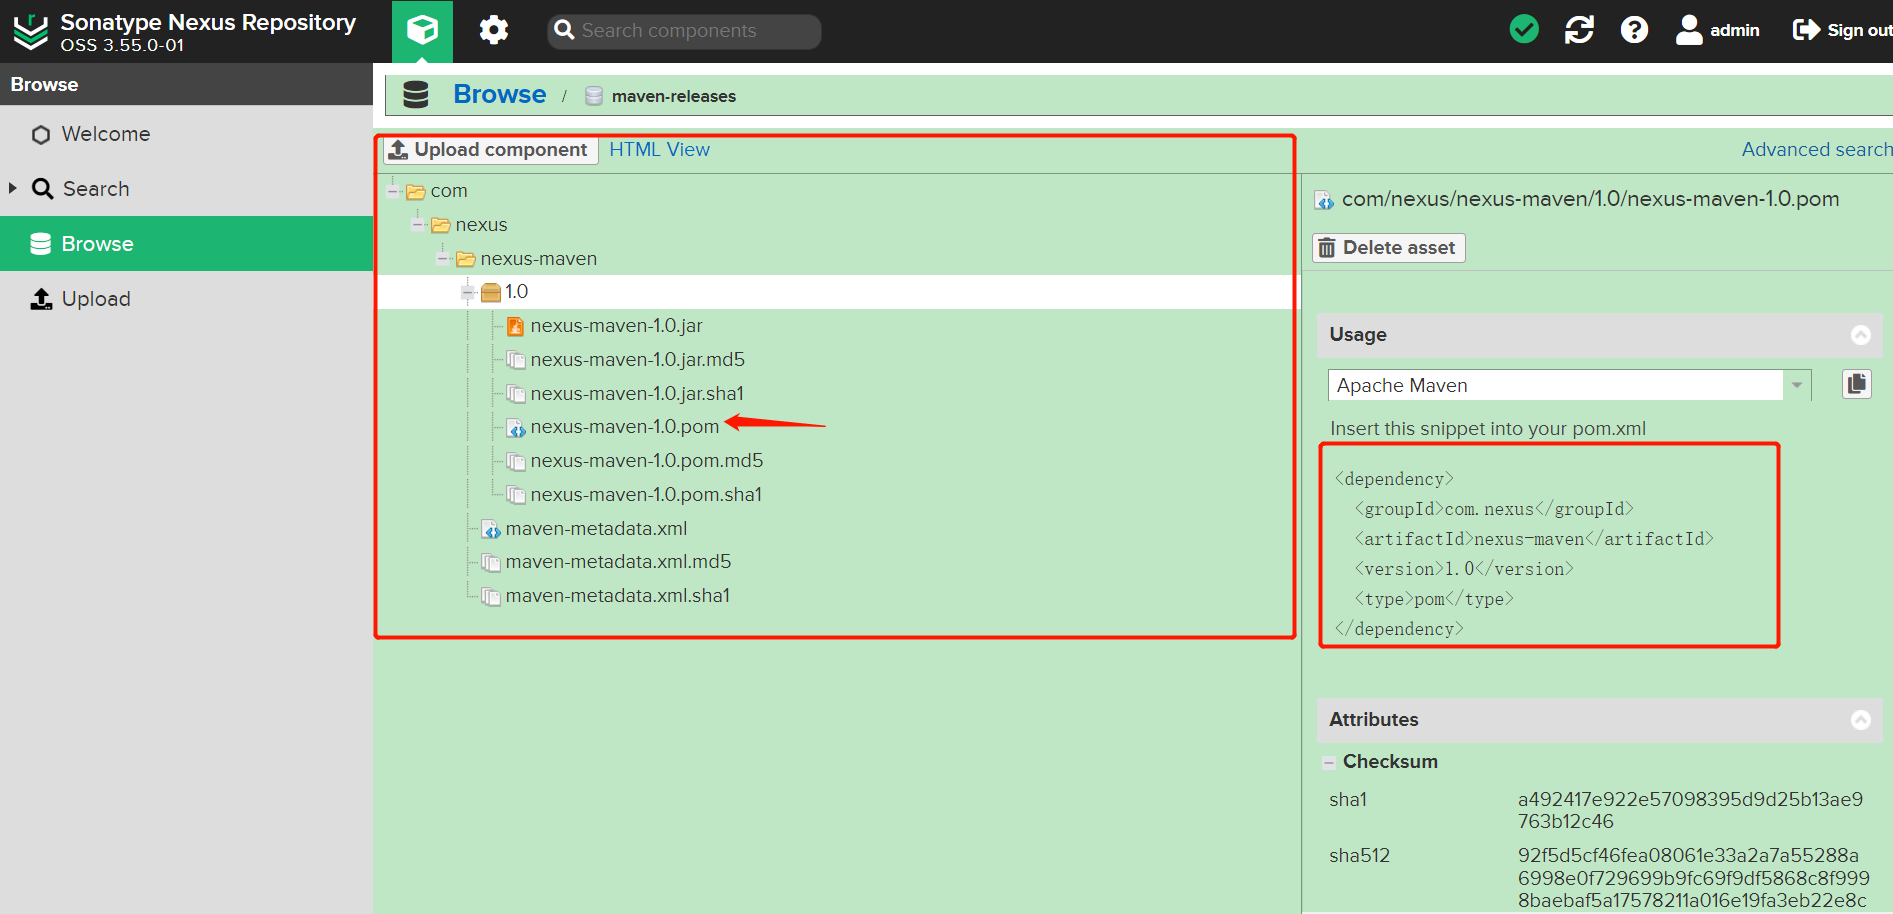 Sonatype Nexus Repository
OSS 3.55.0-01
Search components
admin
Sign out
Browse
Welcome
Search
Browse
Upload
Browse / maven-releases
Upload component
HTML View
Advanced search
com
nexus
nexus-maven
1.0
nexus-maven-1.0.jar
nexus-maven-1.0.jar.md5
nexus-maven-1.0.jar.sha1
nexus-maven-1.0.pom
nexus-maven-1.0.pom.md5
nexus-maven-1.0.pom.sha1
maven-metadata.xml
maven-metadata.xml.md5
maven-metadata.xml.sha1
com/nexus/nexus-maven/1.0/nexus-maven-1.0.pom
Delete asset
Usage
Apache Maven
Insert this snippet into your pom.xml
<dependency>
<groupId>com.nexus</groupId>
<artifactId>nexus-maven</artifactId>
<version>1.0</version>
<type>pom</type>
</dependency>
Attributes
Checksum
sha1
a492417e922e57098395d9d25b13ae9
763b12c46
sha512
92f5d5cf46fea08061e33a2a7a55288a
6998e0f729699b9fc69f9df5868c8f999
8baebaf5a17578211a016e19fa3eb22e8c